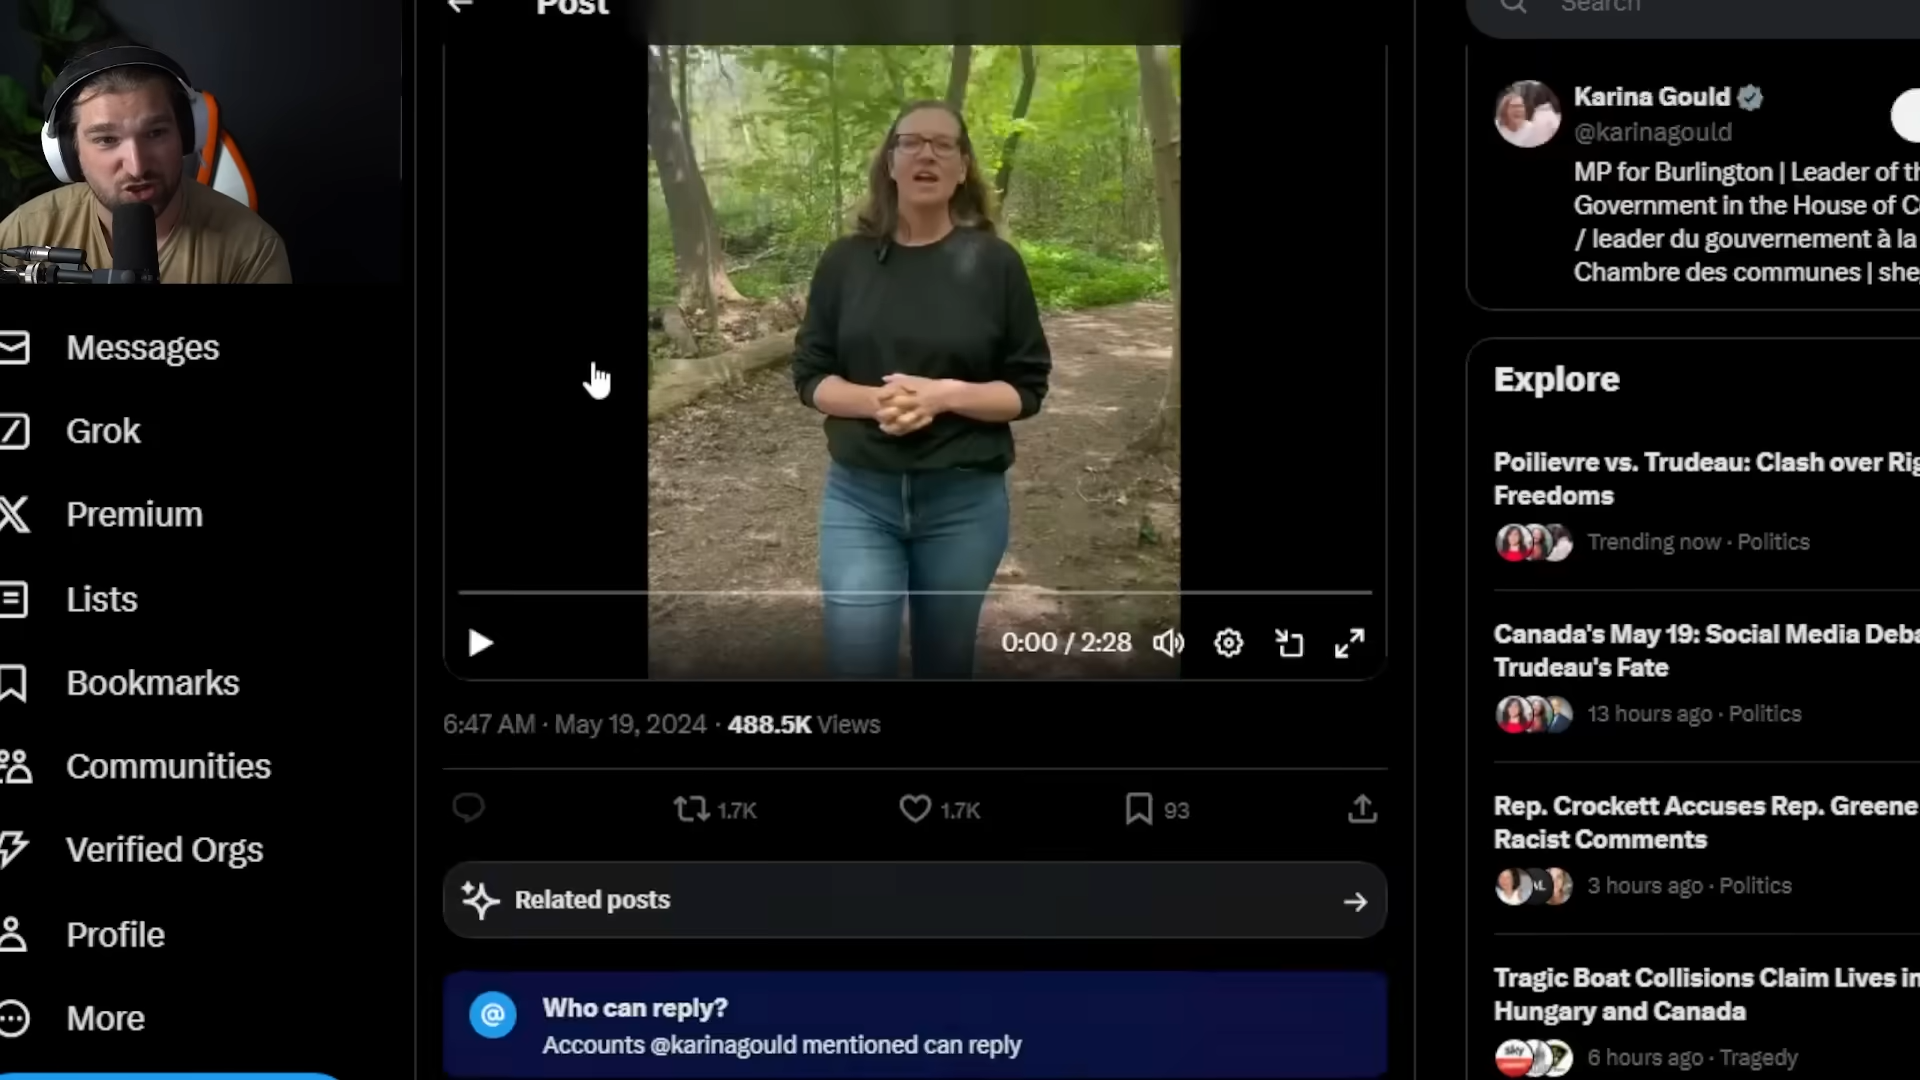 Post
Search
Karina Gould
@karinagould
MP for Burlington | Leader of
Government in the House of
/ leader du gouvernement à la
Chambre des communes |
Messages
Grok
Premium
Lists
Bookmarks
Communities
Verified Orgs
Profile
More
0:00 / 2:28
6:47 AM · May 19, 2024 · 488.5K Views
1.7K
1.7K
93
Related posts
Who can reply?
Accounts @karinagould mentioned can reply
Explore
Poilievre vs. Trudeau: Clash over
Freedoms
Trending now · Politics
Canada's May 19: Social Media
Trudeau's Fate
13 hours ago · Politics
Rep. Crockett Accuses Rep. Greene
Racist Comments
3 hours ago · Politics
Tragic Boat Collisions Claim Lives in
Hungary and Canada
sky
6 hours ago · Tragedy